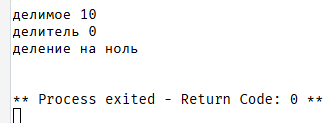 делимое 10
делитель 0
деление на ноль
** Process exited - Return Code: 0 **